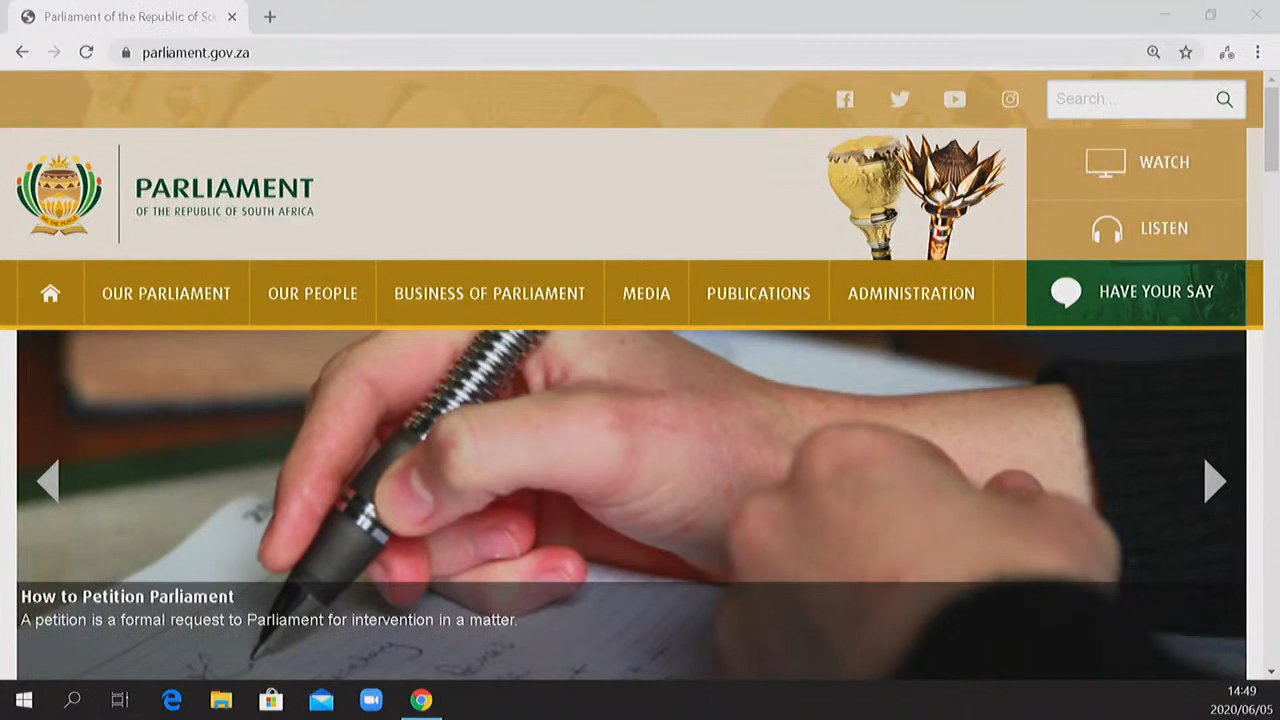 Parliament of the Republic of So
parliament.gov.za
Search...
WATCH
PARLIAMENT
OF THE REPUBLIC OF SOUTH AFRICA
LISTEN
OUR PARLIAMENT
OUR PEOPLE
BUSINESS OF PARLIAMENT
MEDIA
PUBLICATIONS
ADMINISTRATION
HAVE YOUR SAY
How to Petition Parliament
A petition is a formal request to Parliament for intervention in a matter.
14:49
2020/06/05